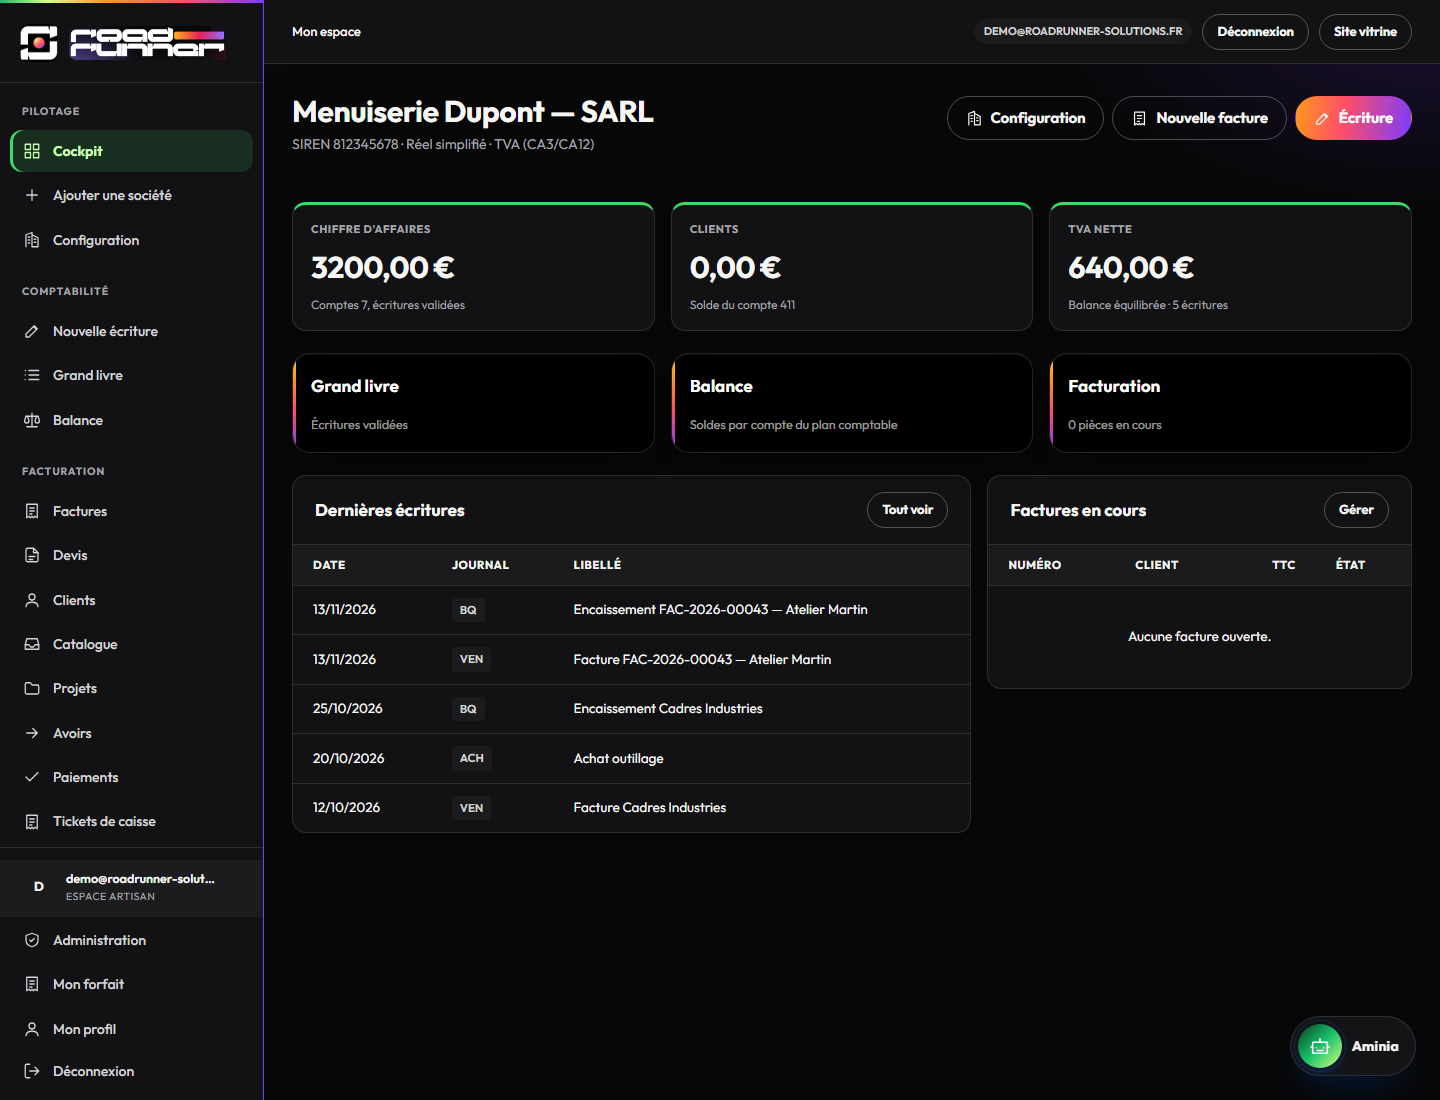 road
runner
PILOTAGE
Cockpit
Ajouter une société
Configuration
COMPTABILITÉ
Nouvelle écriture
Grand livre
Balance
FACTURATION
Factures
Devis
Clients
Catalogue
Projets
Avoirs
Paiements
Tickets de caisse
D
demo@roadrunner-solut...
ESPACE ARTISAN
Administration
Mon forfait
Mon profil
Déconnexion
Mon espace
DEMO@ROADRUNNER-SOLUTIONS.FR
Déconnexion
Site vitrine
Menuiserie Dupont — SARL
SIREN 812345678 · Réel simplifié · TVA (CA3/CA12)
Configuration
Nouvelle facture
Écriture
CHIFFRE D'AFFAIRES
3200,00 €
Comptes 7, écritures validées
CLIENTS
0,00 €
Solde du compte 411
TVA NETTE
640,00 €
Balance équilibrée · 5 écritures
Grand livre
Écritures validées
Balance
Soldes par compte du plan comptable
Facturation
0 pièces en cours
Dernières écritures
Tout voir
DATE JOURNAL LIBELLÉ
13/11/2026 BQ Encaissement FAC-2026-00043 — Atelier Martin
13/11/2026 VEN Facture FAC-2026-00043 — Atelier Martin
25/10/2026 BQ Encaissement Cadres Industries
20/10/2026 ACH Achat outillage
12/10/2026 VEN Facture Cadres Industries
Factures en cours
Gérer
NUMÉRO CLIENT TTC ÉTAT
Aucune facture ouverte.
Aminia